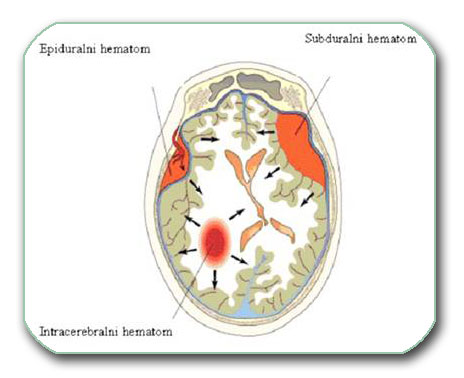 Subduralni hematom
Epiduralni hematom
Intracerebralni hematom